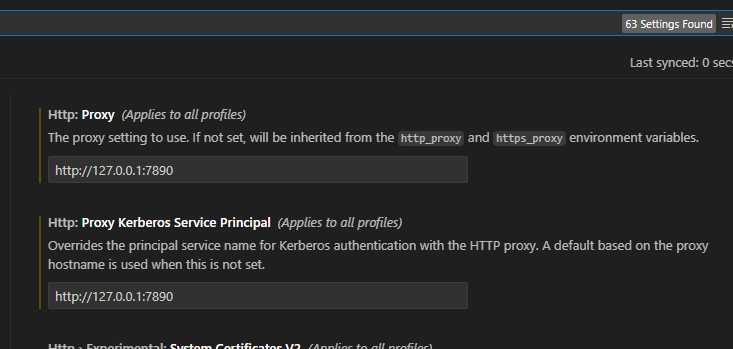 63 Settings Found
Last synced: 0 secs
Http: Proxy (Applies to all profiles)
The proxy setting to use. If not set, will be inherited from the http_proxy and https_proxy environment variables.
http://127.0.0.1:7890
Http: Proxy Kerberos Service Principal (Applies to all profiles)
Overrides the principal service name for Kerberos authentication with the HTTP proxy. A default based on the proxy
hostname is used when this is not set.
http://127.0.0.1:7890
Http › Experimental: System Certificates V2 (Applies to all profiles)